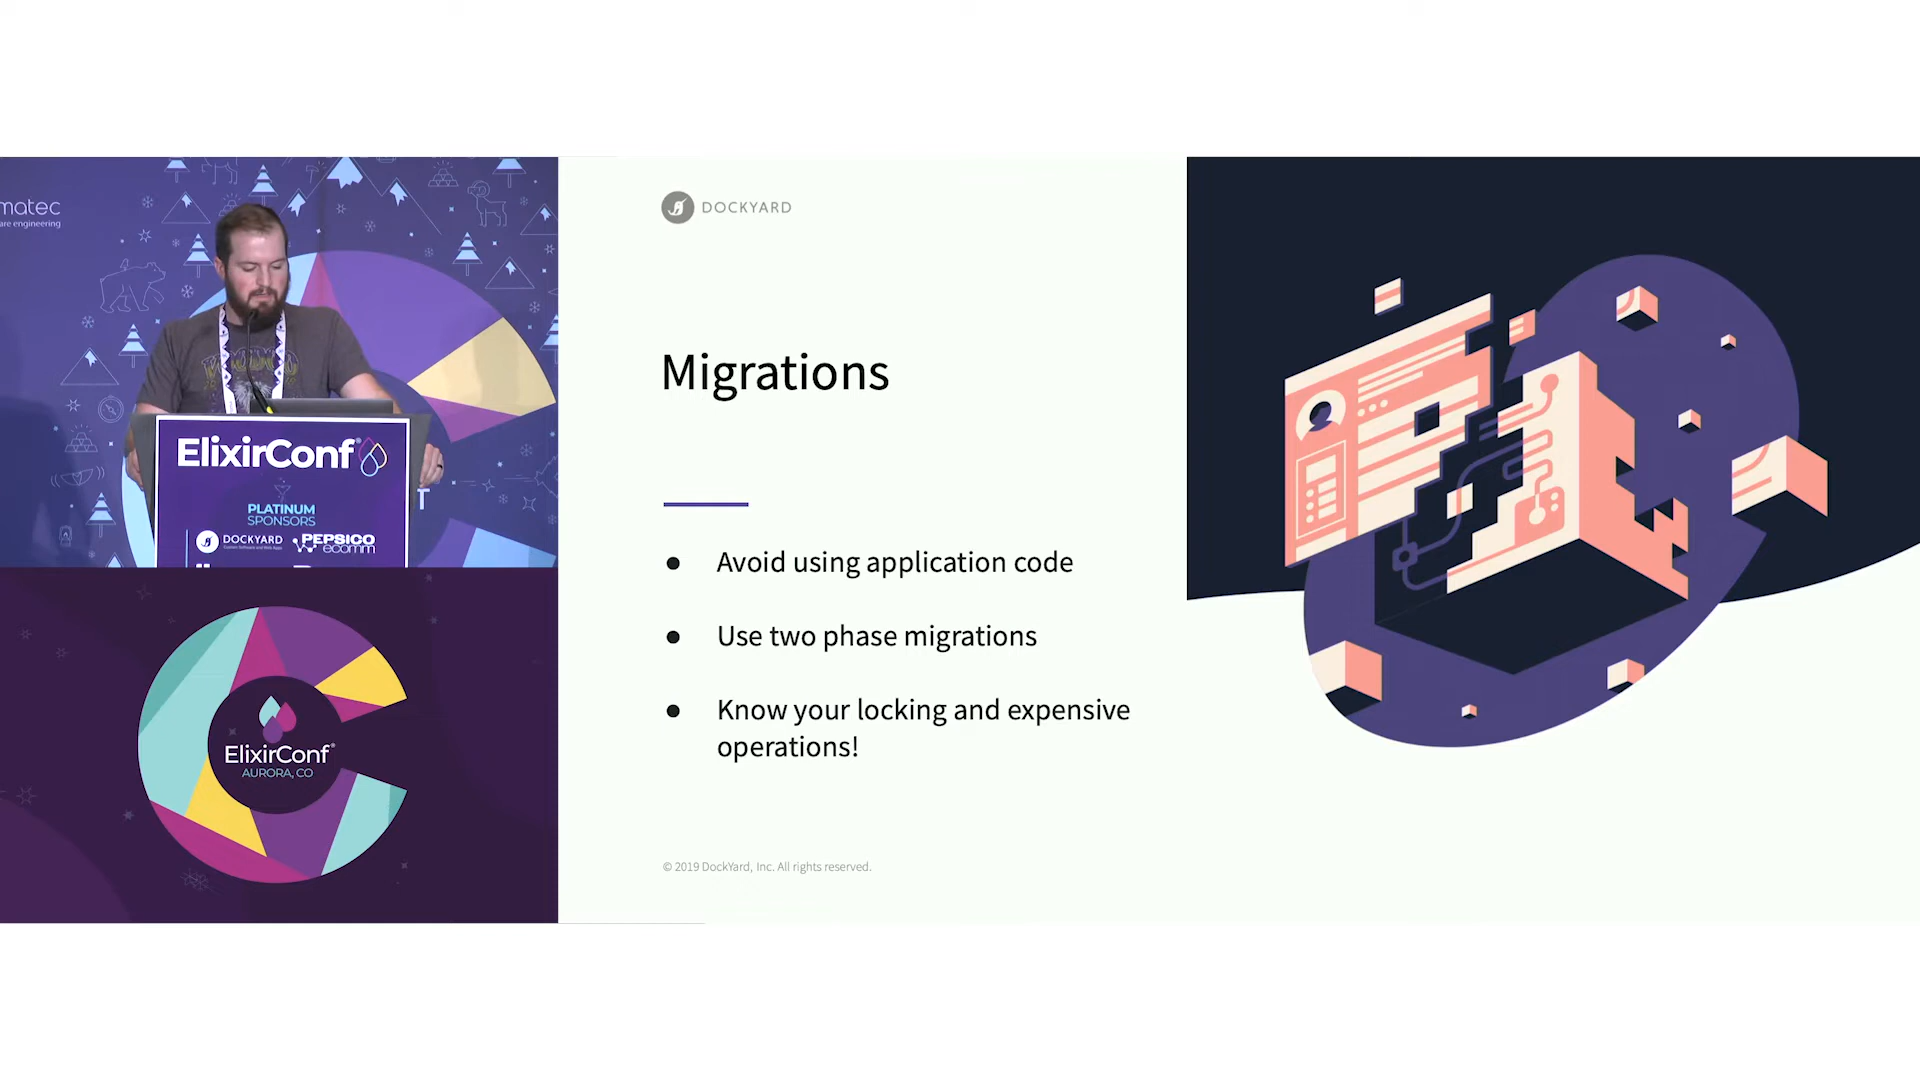 matec
are engineering
ElixirConf
PLATINUM
SPONSORS
DOCKYARD
PEPSICO
ecomm
T
ElixirConf®
AURORA, CO
DOCKYARD
Migrations
● Avoid using application code
● Use two phase migrations
● Know your locking and expensive
operations!
© 2019 DockYard, Inc. All rights reserved.